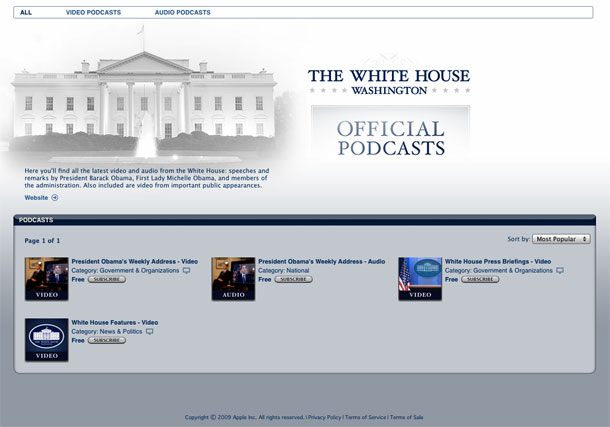 ALL VIDEO PODCASTS AUDIO PODCASTS
THE WHITE HOUSE
WASHINGTON
OFFICIAL
PODCASTS
Here you'll find all the latest video and audio from the White House: speeches and
remarks by President Barack Obama, First Lady Michelle Obama, and members of
the administration. Also included are video from important public appearances.
Website
PODCASTS
Page 1 of 1
Sort by: Most Popular
VIDEO
President Obama's Weekly Address - Video
Category: Government & Organizations
Free SUBSCRIBE
AUDIO
President Obama's Weekly Address - Audio
Category: National
Free SUBSCRIBE
VIDEO
White House Press Briefings - Video
Category: Government & Organizations
Free SUBSCRIBE
VIDEO
White House Features - Video
Category: News & Politics
Free SUBSCRIBE
Copyright © 2009 Apple Inc. All rights reserved. | Privacy Policy | Terms of Service | Terms of Sale